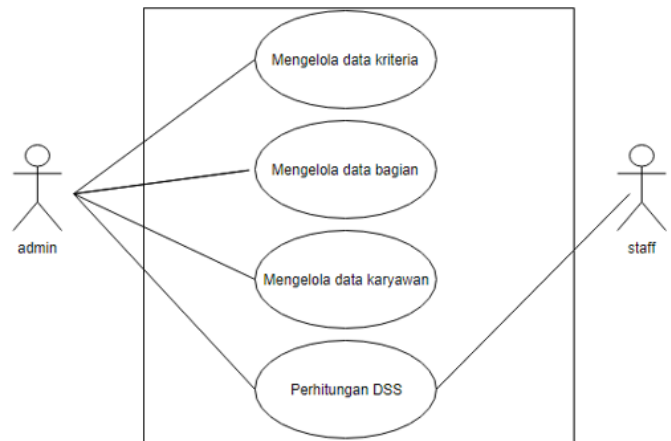 Mengelola data kriteria
Mengelola data bagian
admin
staff
Mengelola data karyawan
Perhitungan DSS